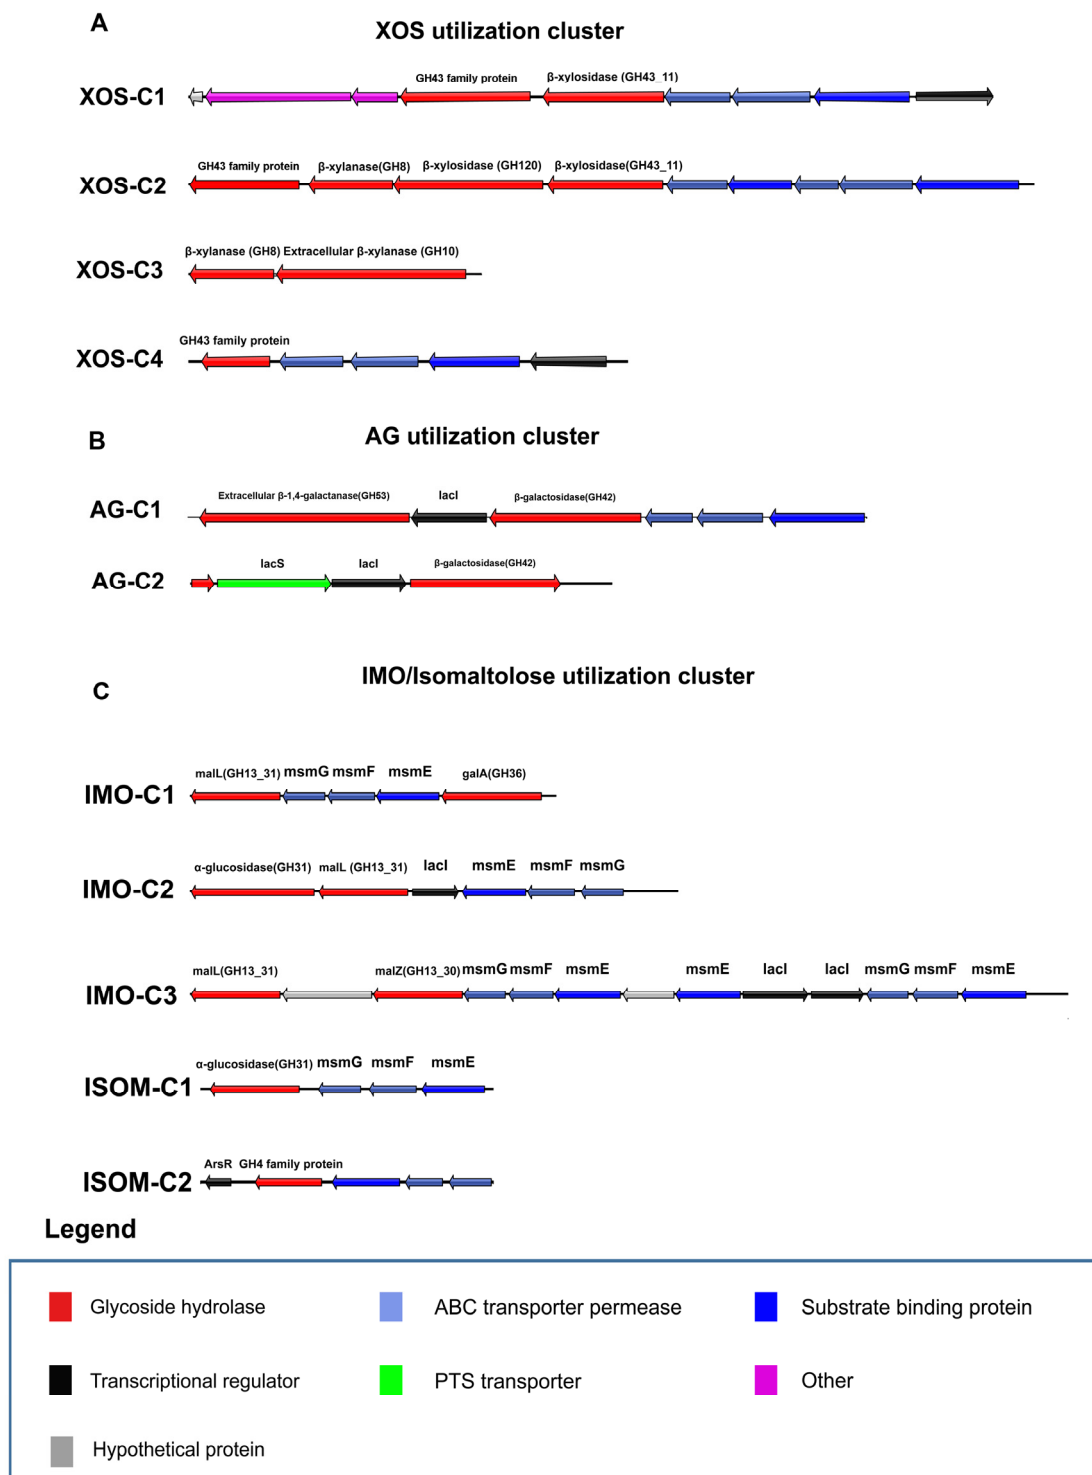 A
XOS utilization cluster
XOS-C1
GH43 family protein
β-xylosidase (GH43_11)
XOS-C2
GH43 family protein
β-xylanase(GH8)
β-xylosidase (GH120)
β-xylosidase(GH43_11)
XOS-C3
β-xylanase (GH8)
Extracellular β-xylanase (GH10)
XOS-C4
GH43 family protein
B
AG utilization cluster
AG-C1
Extracellular β-1,4-galactanase(GH53)
lacI
β-galactosidase(GH42)
AG-C2
lacS
lacI
β-galactosidase(GH42)
C
IMO/Isomaltolose utilization cluster
IMO-C1
malL(GH13_31)
msmG
msmF
msmE
galA(GH36)
IMO-C2
α-glucosidase(GH31)
malL (GH13_31)
lacI
msmE
msmF
msmG
IMO-C3
malL(GH13_31)
malZ(GH13_30)
msmG
msmF
msmE
msmE
lacI
lacI
msmG
msmF
msmE
ISOM-C1
α-glucosidase(GH31)
msmG
msmF
msmE
ISOM-C2
ArsR
GH4 family protein
Legend
Glycoside hydrolase
ABC transporter permease
Substrate binding protein
Transcriptional regulator
PTS transporter
Other
Hypothetical protein